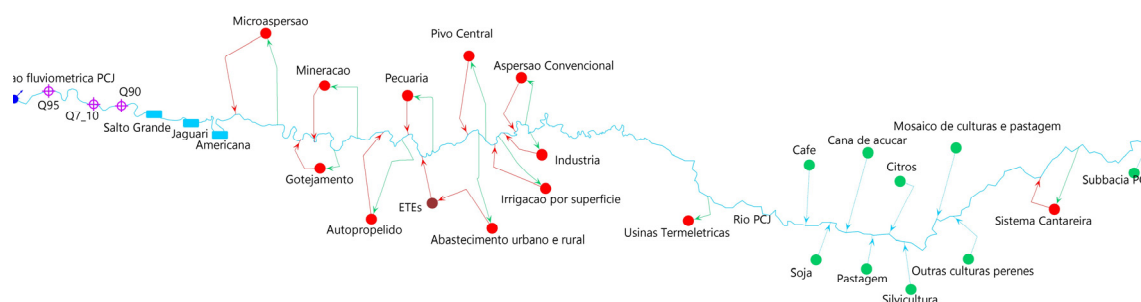 Microaspersao
Pivo Central
Mineracao
Pecuaria
Aspersao Convencional
ao fluviometrica PCJ
Q95
Q7_10
Q90
Salto Grande
Jaguari
Americana
Gotejamento
Autopropelido
ETEs
Abastecimento urbano e rural
Irrigacao por superficie
Industria
Usinas Termeletricas
Rio PCJ
Cafe
Cana de acucar
Mosaico de culturas e pastagem
Citros
Soja
Pastagem
Silvicultura
Outras culturas perenes
Sistema Cantareira
Subbacia